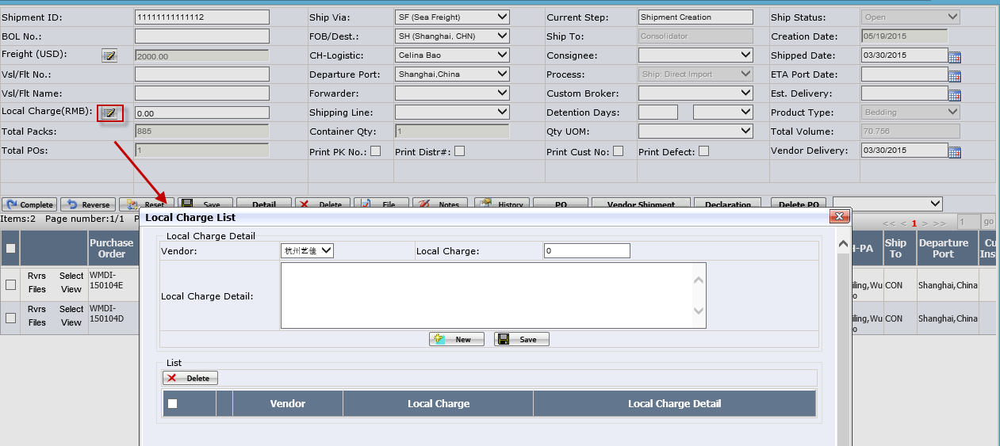 Shipment ID: 11111111111112 Ship Via: SF (Sea Freight) Current Step: Shipment Creation Ship Status: Open
BOL No.: FOB/Dest.: SH (Shanghai, CHN) Ship To: Consolidator Creation Date: 05/19/2015
Freight (USD): 2000.00 CH-Logistic: Celina Bao Consignee: Shipped Date: 03/30/2015
Vsl/Flt No.: Departure Port: Shanghai,China Process: Ship: Direct Import ETA Port Date:
Vsl/Flt Name: Forwarder: Custom Broker: Est. Delivery:
Local Charge(RMB): 0.00 Shipping Line: Detention Days: Product Type: Bedding
Total Packs: 885 Container Qty: 1 Qty UOM: Total Volume: 70.756
Total POs: 1 Print PK No.: Print Distr#: Print Cust No: Print Defect: Vendor Delivery: 03/30/2015
Complete Reverse Reset Save Detail Delete File Notes History PO Vendor Shipment Declaration Delete PO
Items:2 Page number:1/1 P << < 1 > >> 1 go
Purchase Order -PA Ship To Departure Port Cu Ins
Rvrs Select WMDI-
Files View 150104E iling,Wu CON Shanghai,China
o
Rvrs Select WMDI-
Files View 150104D iling,Wu CON Shanghai,China
o
Local Charge List
Local Charge Detail
Vendor: 杭州艺佳 Local Charge: 0
Local Charge Detail:
New Save
List
Delete
Vendor Local Charge Local Charge Detail